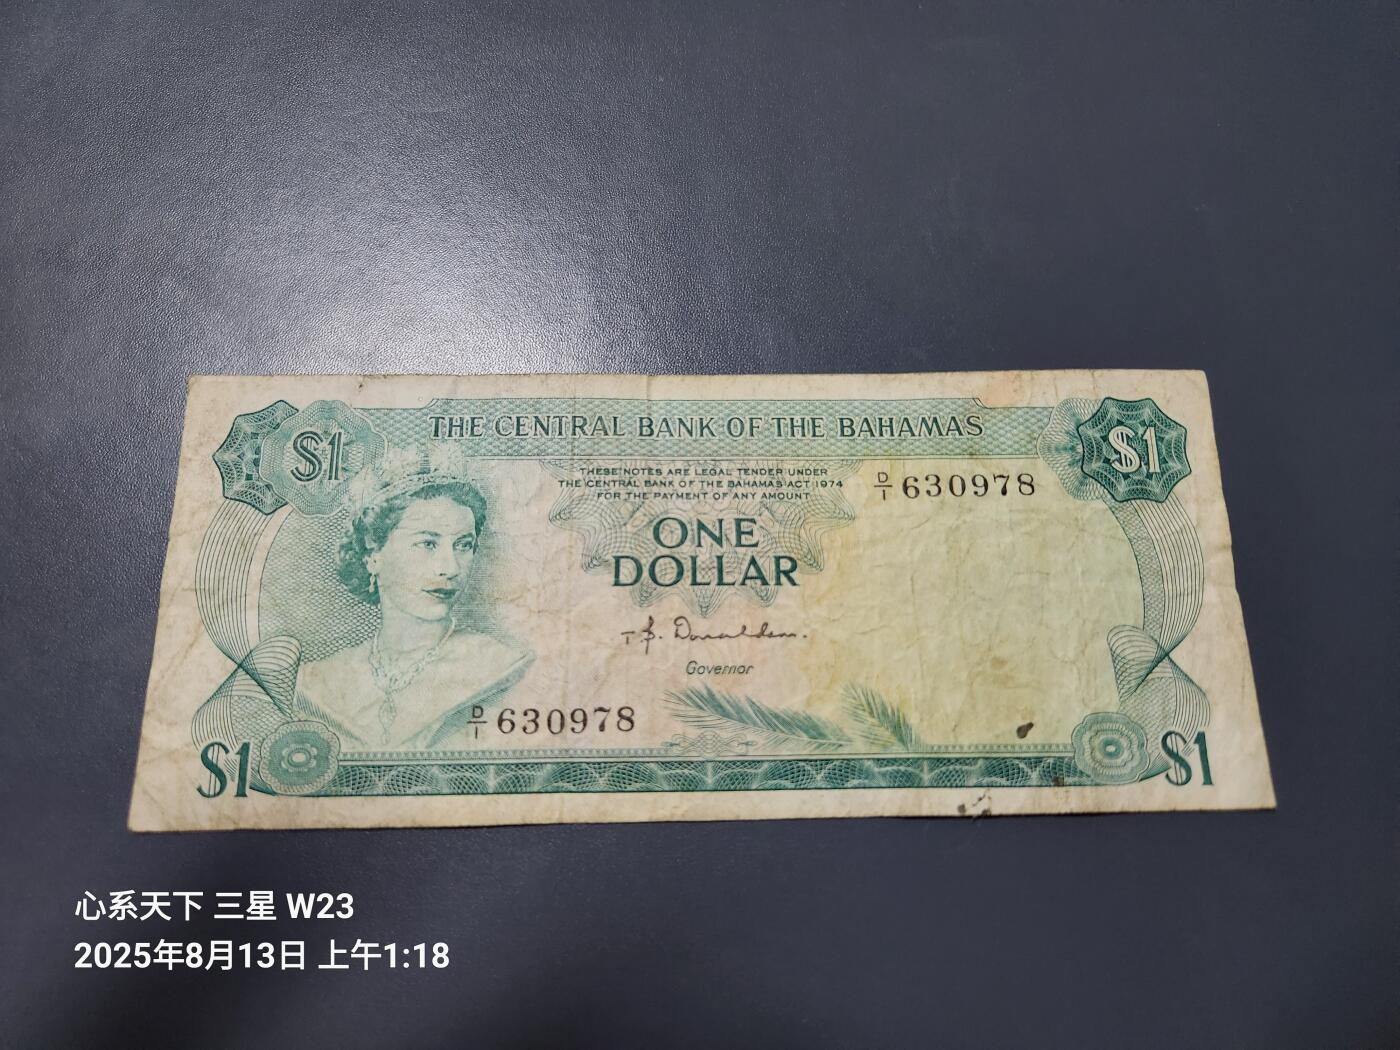 THE CENTRAL BANK OF THE BAHAMAS
$1
$1
THESE NOTES ARE LEGAL TENDER UNDER
THE CENTRAL BANK OF THE BAHAMAS ACT 1974
FOR THE PAYMENT OF ANY AMOUNT
D/1 630978
ONE
DOLLAR
T. B. Donaldson.
Governor
D/1 630978
$1
$1
心系天下 三星 W23
2025年8月13日 上午1:18